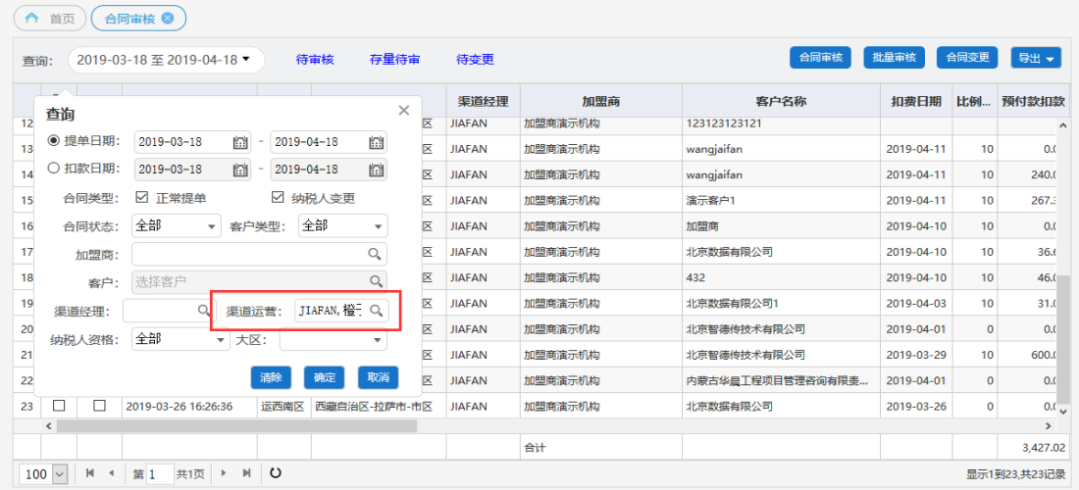 首页 合同审核
查询: 2019-03-18 至 2019-04-18 待审核 存量待审 待变更 合同审核 批量审核 合同变更 导出
渠道经理 加盟商 客户名称 扣费日期 比例... 预付款扣款
查询
提单日期: 2019-03-18 - 2019-04-18
扣款日期: 2019-03-18 - 2019-04-18
合同类型: 正常提单 纳税人变更
合同状态: 全部 客户类型: 全部
加盟商:
客户: 选择客户
渠道经理: 渠道运营: JIAFAN,橙
纳税人资格: 全部 大区:
清除 确定 取消
12 区 JIAFAN 加盟商演示机构 123123123121
13 区 JIAFAN 加盟商演示机构 wangjaifan 2019-04-11 10 0.0
14 区 JIAFAN 加盟商演示机构 wangjaifan 2019-04-11 10 240.0
15 区 JIAFAN 加盟商演示机构 演示客户1 2019-04-11 10 267.3
16 区 JIAFAN 加盟商演示机构 加盟商 2019-04-10 10 0.0
17 区 JIAFAN 加盟商演示机构 北京数据有限公司 2019-04-10 10 36.6
18 区 JIAFAN 加盟商演示机构 432 2019-04-10 10 46.0
19 区 JIAFAN 加盟商演示机构 北京数据有限公司1 2019-04-03 10 31.0
20 区 JIAFAN 加盟商演示机构 北京智德传技术有限公司 2019-04-01 0 0.0
21 区 JIAFAN 加盟商演示机构 北京智德传技术有限公司 2019-03-29 10 600.0
22 区 JIAFAN 加盟商演示机构 内蒙古华晨工程项目管理咨询有限责... 2019-04-01 0 0.0
23 2019-03-26 16:26:36 运西南区 西藏自治区-拉萨市-市区 JIAFAN 加盟商演示机构 北京数据有限公司 2019-03-26 0 0.0
合计 3,427.02
100 第 1 共1页 显示1到23,共23记录